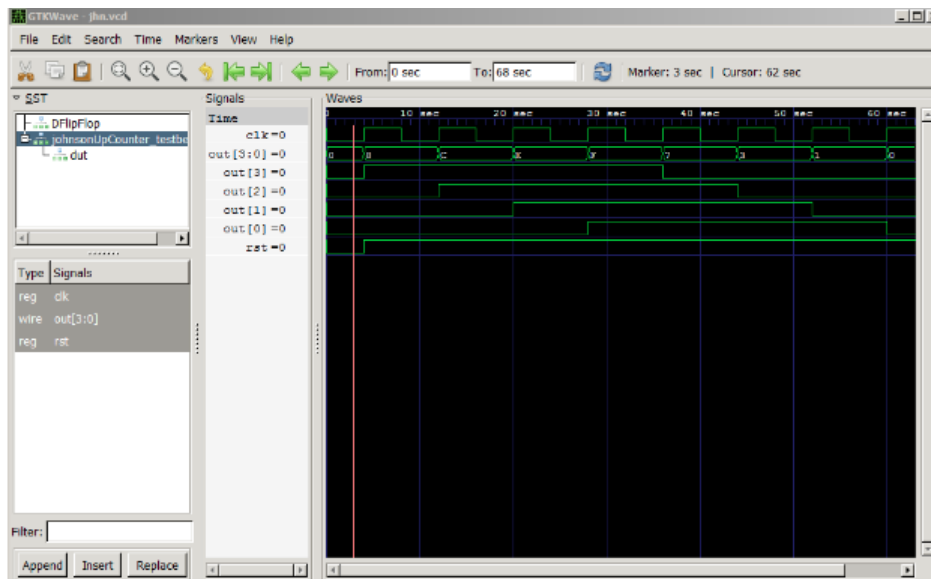 GTKWave - jhn.vcd
File Edit Search Time Markers View Help
From: 0 sec To: 68 sec Marker: 3 sec | Cursor: 62 sec
SST
DFlipFlop
johnsonUpCounter_testbe
dut
Type Signals
reg clk
wire out[3:0]
reg rst
Filter:
Append Insert Replace
Signals
Time
clk=0
out[3:0]=0
out[3]=0
out[2]=0
out[1]=0
out[0]=0
rst=0
Waves
10 sec 20 sec 30 sec 40 sec 50 sec 60 sec
0 8 C E F 7 3 1 0